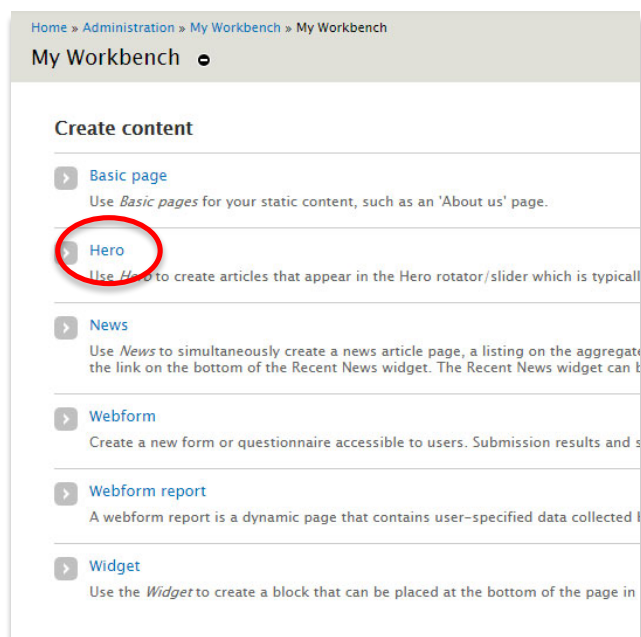 Home » Administration » My Workbench » My Workbench
My Workbench
Create content
Basic page
Use Basic pages for your static content, such as an 'About us' page.
Hero
Use Hero to create articles that appear in the Hero rotator/slider which is typicall
News
Use News to simultaneously create a news article page, a listing on the aggregate
the link on the bottom of the Recent News widget. The Recent News widget can b
Webform
Create a new form or questionnaire accessible to users. Submission results and s
Webform report
A webform report is a dynamic page that contains user-specified data collected b
Widget
Use the Widget to create a block that can be placed at the bottom of the page in